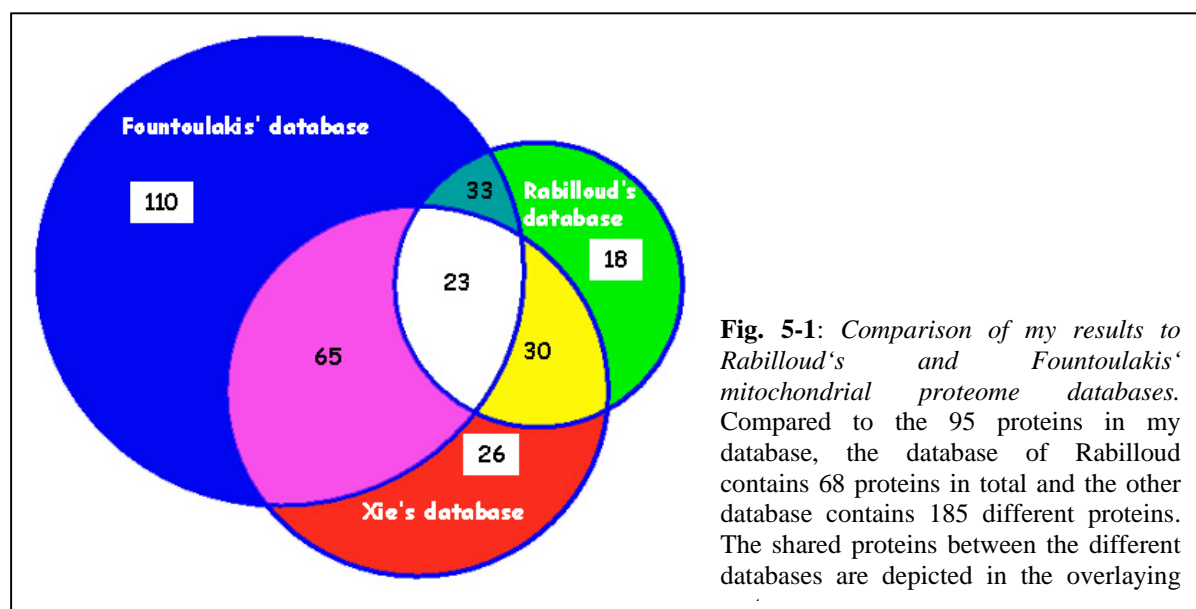 Fountoulakis' database
110
33
Rabilloud's
database
18
23
65
30
26
Xie's database
Fig. 5-1: Comparison of my results to
Rabilloud‘s and Fountoulakis‘
mitochondrial proteome databases.
Compared to the 95 proteins in my
database, the database of Rabilloud
contains 68 proteins in total and the other
database contains 185 different proteins.
The shared proteins between the different
databases are depicted in the overlaying